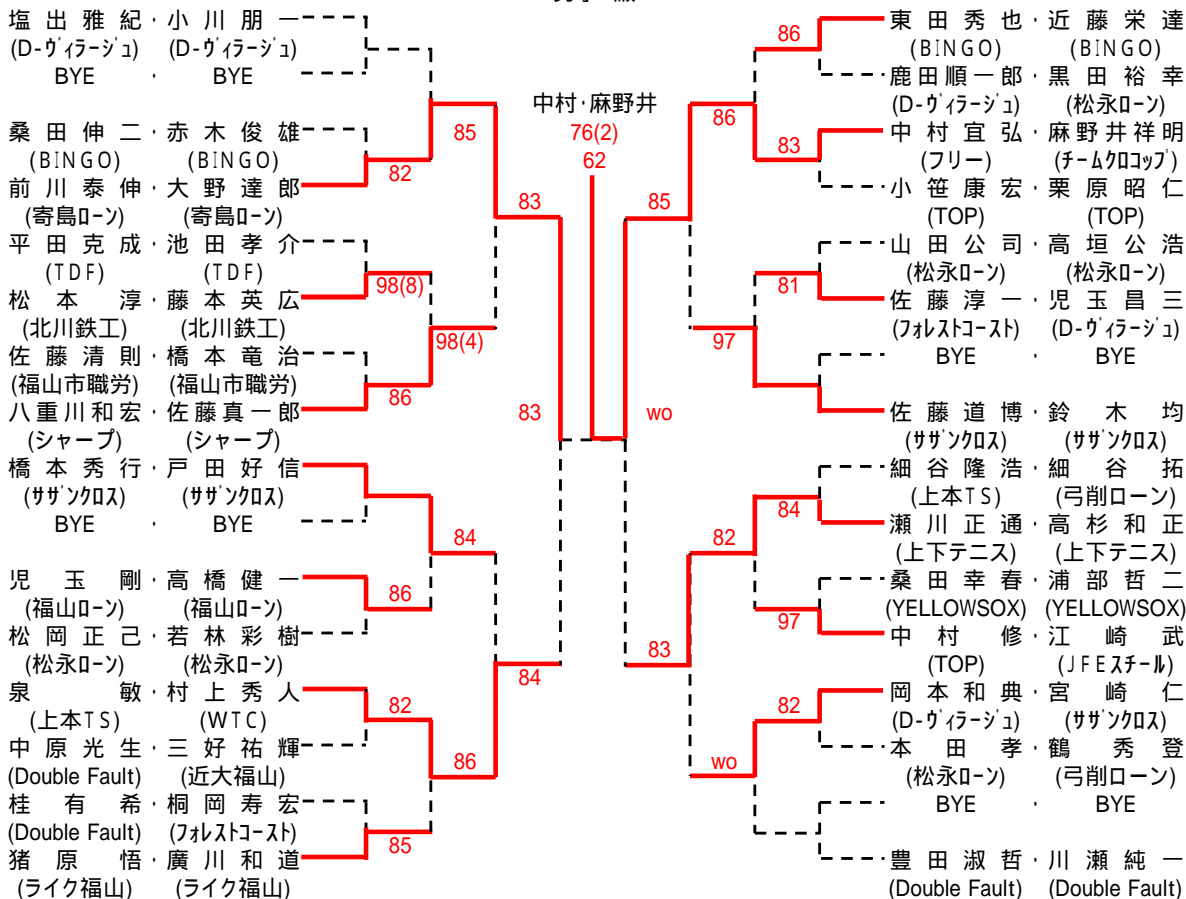 塩出雅紀・小川朋一
(D-ヴィラージュ) (D-ヴィラージュ)
BYE ・ BYE
桑田伸二・赤木俊雄
(BINGO) (BINGO)
前川泰伸・大野達郎
(寄島ローン) (寄島ローン)
平田克成・池田孝介
(TDF) (TDF)
松本淳・藤本英広
(北川鉄工) (北川鉄工)
佐藤清則・橋本竜治
(福山市職労) (福山市職労)
八重川和宏・佐藤真一郎
(シャープ) (シャープ)
橋本秀行・戸田好信
(サザンクロス) (サザンクロス)
BYE ・ BYE
児玉剛・高橋健一
(福山ローン) (福山ローン)
松岡正己・若林彩樹
(松永ローン) (松永ローン)
泉敏・村上秀人
(上本TS) (WTC)
中原光生・三好祐輝
(Double Fault) (近大福山)
桂有希・桐岡寿宏
(Double Fault) (フォレストコースト)
猪原悟・廣川和道
(ライク福山) (ライク福山)
82
98(8)
86
86
82
85
85
98(4)
84
86
83
84
83
中村・麻野井
76(2)
62
wo
85
83
86
97
82
wo
86
83
81
84
97
82
東田秀也・近藤栄達
(BINGO) (BINGO)
鹿田順一郎・黒田裕幸
(D-ヴィラージュ) (松永ローン)
中村宜弘・麻野井祥明
(フリー) (チームクロコップ)
小笹康宏・栗原昭仁
(TOP) (TOP)
山田公司・高垣公浩
(松永ローン) (松永ローン)
佐藤淳一・児玉昌三
(フォレストコースト) (D-ヴィラージュ)
BYE ・ BYE
佐藤道博・鈴木均
(サザンクロス) (サザンクロス)
細谷隆浩・細谷拓
(上本TS) (弓削ローン)
瀬川正通・高杉和正
(上下テニス) (上下テニス)
桑田幸春・浦部哲二
(YELLOWSOX) (YELLOWSOX)
中村修・江崎武
(TOP) (JFEスチール)
岡本和典・宮崎仁
(D-ヴィラージュ) (サザンクロス)
本田孝・鶴秀登
(松永ローン) (弓削ローン)
BYE ・ BYE
豊田淑哲・川瀬純一
(Double Fault) (Double Fault)